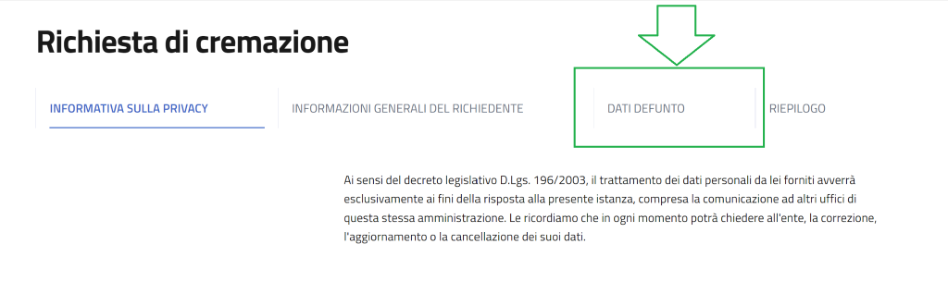 Richiesta di cremazione
INFORMATIVA SULLA PRIVACY INFORMAZIONI GENERALI DEL RICHIEDENTE DATI DEFUNTO RIEPILOGO
Ai sensi del decreto legislativo D.Lgs. 196/2003, il trattamento dei dati personali da lei forniti avverrà
esclusivamente ai fini della risposta alla presente istanza, compresa la comunicazione ad altri uffici di
questa stessa amministrazione. Le ricordiamo che in ogni momento potrà chiedere all'ente, la correzione,
l'aggiornamento o la cancellazione dei suoi dati.